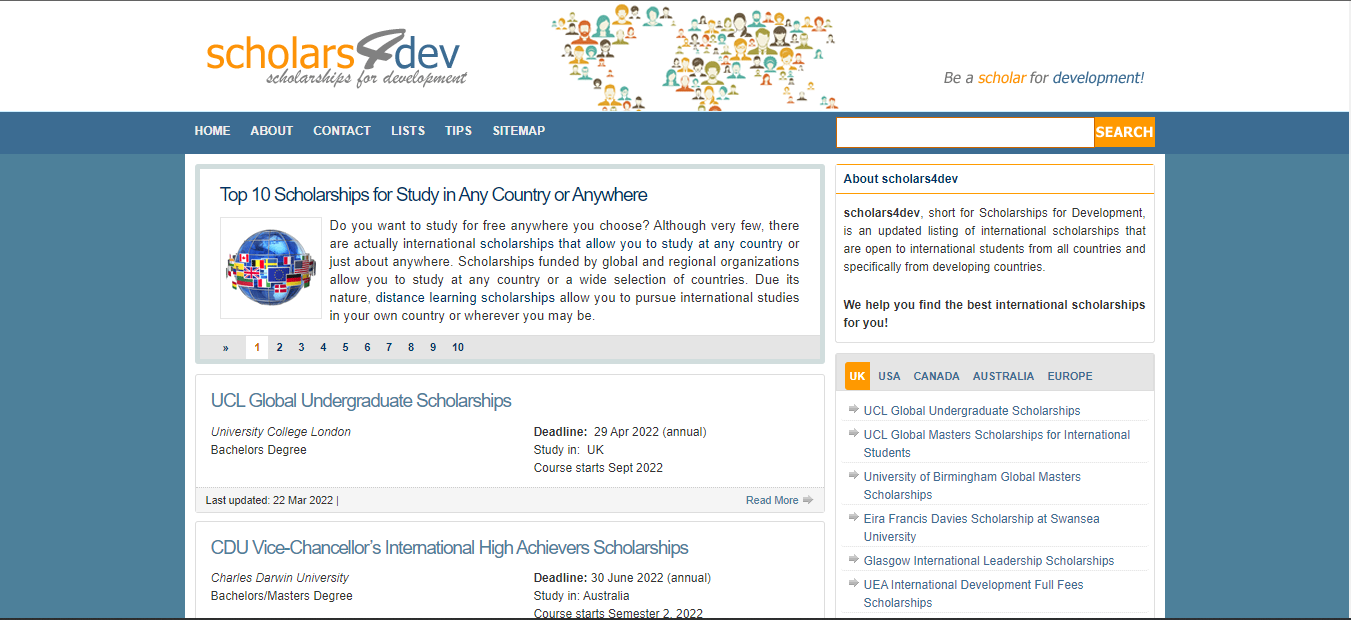 scholars4dev
scholarships for development
Be a scholar for development!
HOME ABOUT CONTACT LISTS TIPS SITEMAP
SEARCH
Top 10 Scholarships for Study in Any Country or Anywhere
Do you want to study for free anywhere you choose? Although very few, there
are actually international scholarships that allow you to study at any country or
just about anywhere. Scholarships funded by global and regional organizations
allow you to study at any country or a wide selection of countries. Due its
nature, distance learning scholarships allow you to pursue international studies
in your own country or wherever you may be.
» 1 2 3 4 5 6 7 8 9 10
UCL Global Undergraduate Scholarships
University College London
Bachelors Degree
Deadline: 29 Apr 2022 (annual)
Study in: UK
Course starts Sept 2022
Last updated: 22 Mar 2022 |
Read More
CDU Vice-Chancellor's International High Achievers Scholarships
Charles Darwin University
Bachelors/Masters Degree
Deadline: 30 June 2022 (annual)
Study in: Australia
Course starts Semester 2, 2022
About scholars4dev
scholars4dev, short for Scholarships for Development,
is an updated listing of international scholarships that
are open to international students from all countries and
specifically from developing countries.
We help you find the best international scholarships
for you!
UK USA CANADA AUSTRALIA EUROPE
UCL Global Undergraduate Scholarships
UCL Global Masters Scholarships for International
Students
University of Birmingham Global Masters
Scholarships
Eira Francis Davies Scholarship at Swansea
University
Glasgow International Leadership Scholarships
UEA International Development Full Fees
Scholarships